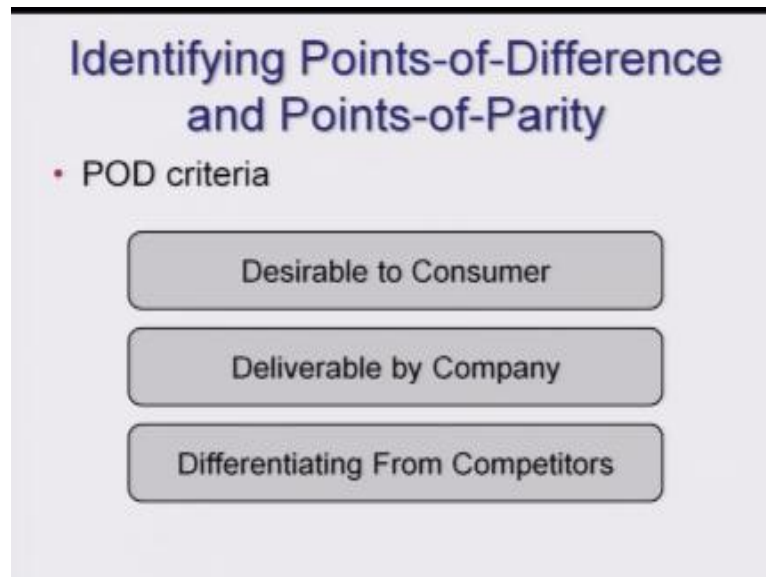 Identifying Points-of-Difference
and Points-of-Parity
• POD criteria
Desirable to Consumer
Deliverable by Company
Differentiating From Competitors